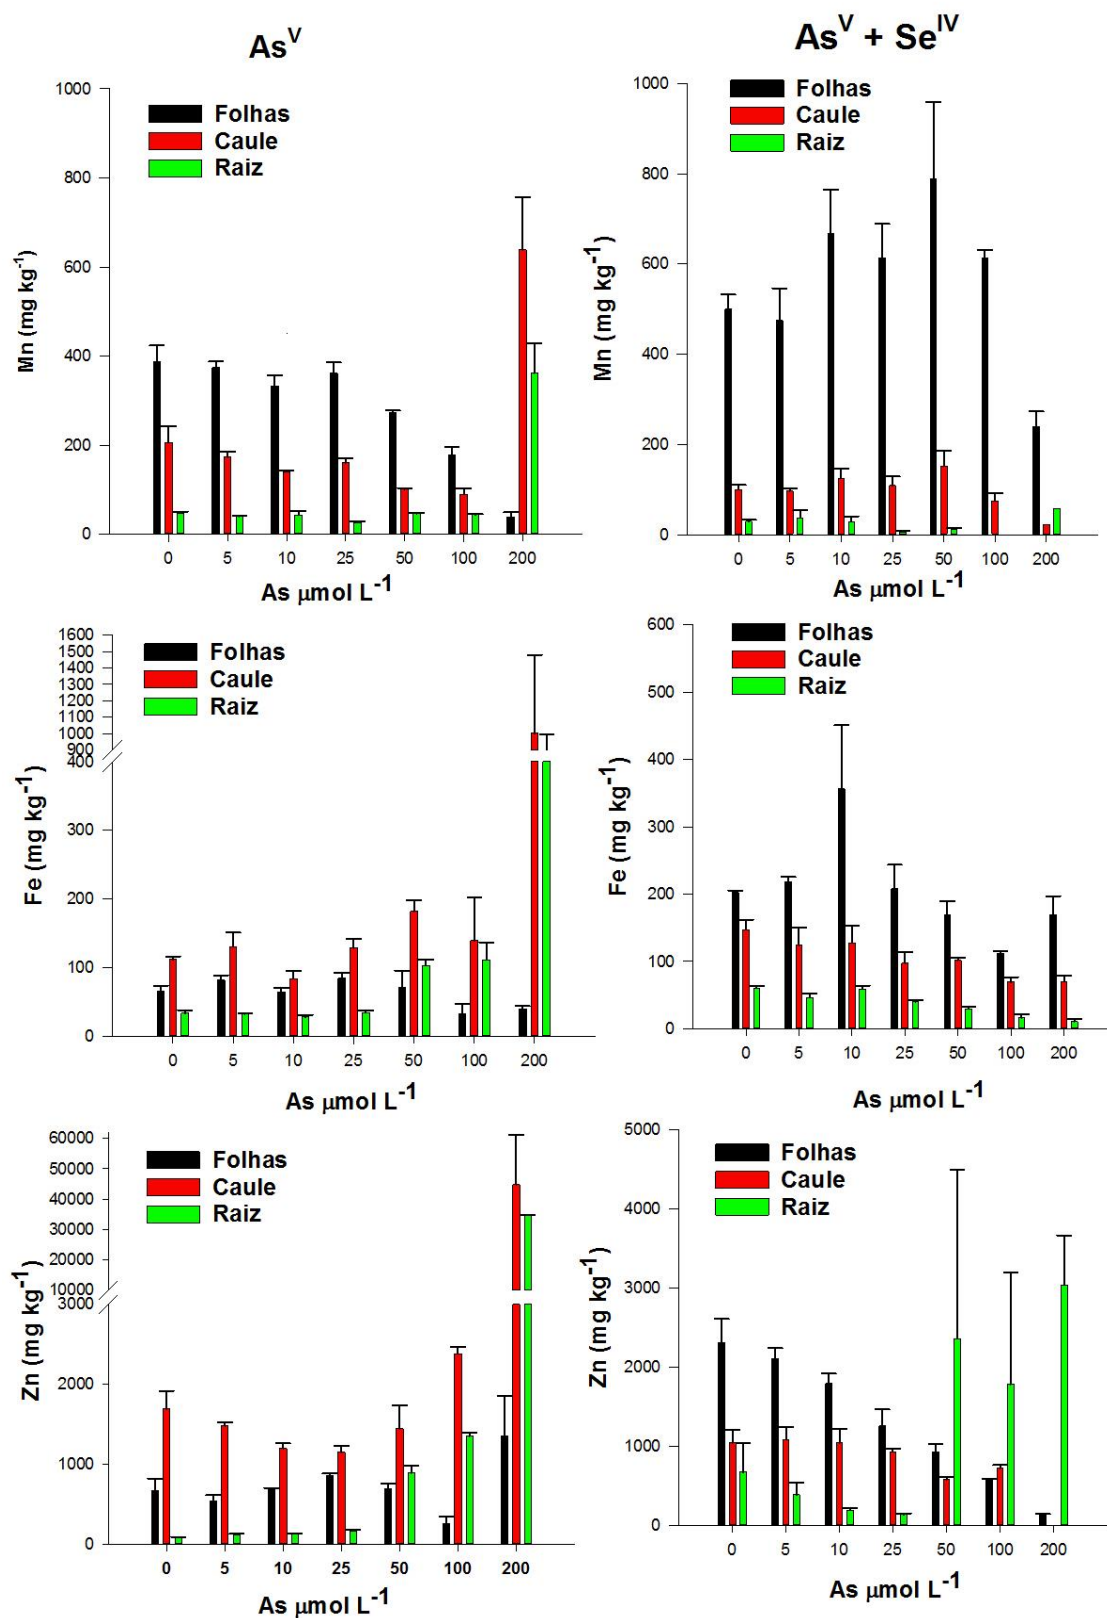 As^V
As^V + Se^IV
1000
800
600
400
200
0
Mn (mg kg^-1)
Folhas
Caule
Raiz
0 5 10 25 50 100 200
As μmol L^-1
1000
800
600
400
200
0
Mn (mg kg^-1)
Folhas
Caule
Raiz
0 5 10 25 50 100 200
As μmol L^-1
1600
1500
1400
1300
1200
1100
1000
900
400
300
200
100
0
Fe (mg kg^-1)
Folhas
Caule
Raiz
0 5 10 25 50 100 200
As μmol L^-1
600
500
400
300
200
100
0
Fe (mg kg^-1)
Folhas
Caule
Raiz
0 5 10 25 50 100 200
As μmol L^-1
60000
50000
40000
30000
20000
10000
3000
2000
1000
0
Zn (mg kg^-1)
Folhas
Caule
Raiz
0 5 10 25 50 100 200
As μmol L^-1
5000
4000
3000
2000
1000
0
Zn (mg kg^-1)
Folhas
Caule
Raiz
0 5 10 25 50 100 200
As μmol L^-1